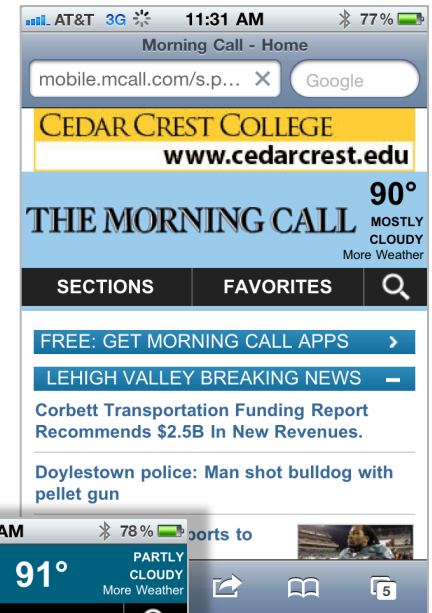 AT&T 3G 11:31 AM 77%
Morning Call - Home
mobile.mcall.com/s.p... Google
CEDAR CREST COLLEGE
www.cedarcrest.edu
THE MORNING CALL
90°
MOSTLY
CLOUDY
More Weather
SECTIONS FAVORITES
FREE: GET MORNING CALL APPS
LEHIGH VALLEY BREAKING NEWS
Corbett Transportation Funding Report
Recommends $2.5B In New Revenues.
Doylestown police: Man shot bulldog with
pellet gun
to
AM 78%
91°
PARTLY
CLOUDY
More Weather
5